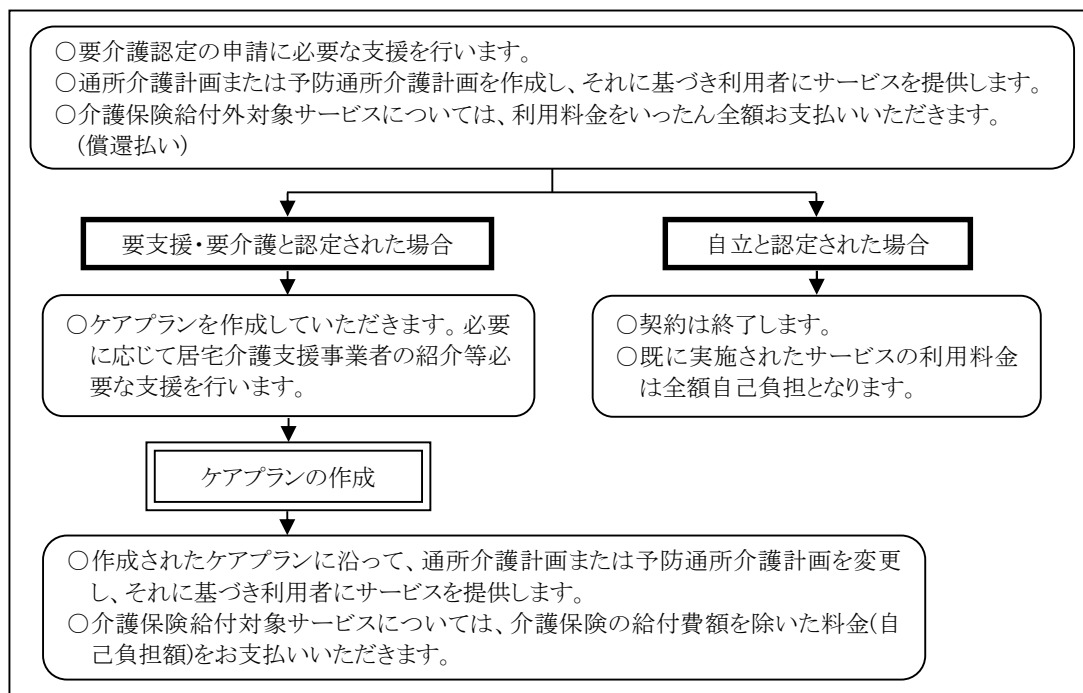 ○要介護認定の申請に必要な支援を行います。
○通所介護計画または予防通所介護計画を作成し、それに基づき利用者にサービスを提供します。
○介護保険給付外対象サービスについては、利用料金をいったん全額お支払いいただきます。
(償還払い)
要支援・要介護と認定された場合
自立と認定された場合
○ケアプランを作成していただきます。必要
に応じて居宅介護支援事業者の紹介等必
要な支援を行います。
○契約は終了します。
○既に実施されたサービスの利用料金
は全額自己負担となります。
ケアプランの作成
○作成されたケアプランに沿って、通所介護計画または予防通所介護計画を変更
し、それに基づき利用者にサービスを提供します。
○介護保険給付対象サービスについては、介護保険の給付費額を除いた料金(自
己負担額)をお支払いいただきます。